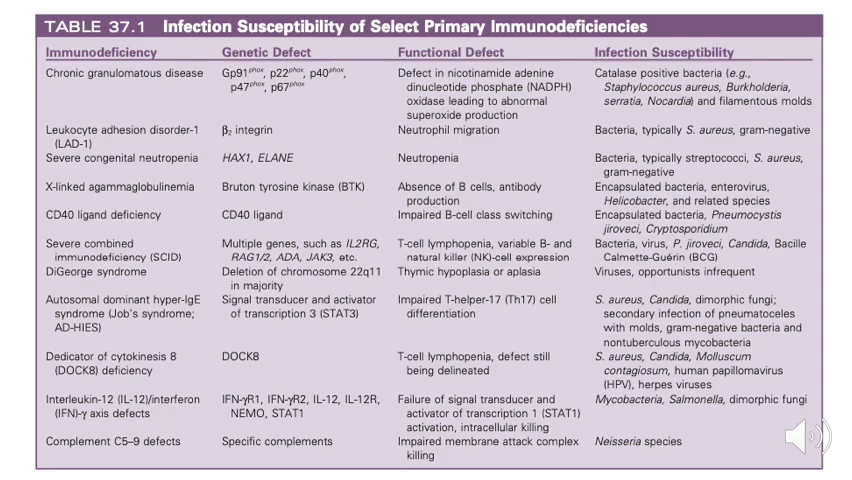 TABLE 37.1 Infection Susceptibility of Select Primary Immunodeficiencies
Immunodeficiency Genetic Defect Functional Defect Infection Susceptibility
Chronic granulomatous disease Gp91phox, p22phox, p40phox, Defect in nicotinamide adenine Catalase positive bacteria (e.g.,
p47phox, p67phox dinucleotide phosphate (NADPH) Staphylococcus aureus, Burkholderia,
oxidase leading to abnormal serratia, Nocardia) and filamentous molds
superoxide production
Leukocyte adhesion disorder-1 β2 integrin Neutrophil migration Bacteria, typically S. aureus, gram-negative
(LAD-1)
Severe congenital neutropenia HAX1, ELANE Neutropenia Bacteria, typically streptococci, S. aureus,
gram-negative
X-linked agammaglobulinemia Bruton tyrosine kinase (BTK) Absence of B cells, antibody Encapsulated bacteria, enterovirus,
production Helicobacter, and related species
CD40 ligand deficiency CD40 ligand Impaired B-cell class switching Encapsulated bacteria, Pneumocystis
jiroveci, Cryptosporidium
Severe combined Multiple genes, such as IL2RG, T-cell lymphopenia, variable B- and Bacteria, virus, P. jiroveci, Candida, Bacille
immunodeficiency (SCID) RAG1/2, ADA, JAK3, etc. natural killer (NK)-cell expression Calmette-Guérin (BCG)
DiGeorge syndrome Deletion of chromosome 22q11 Thymic hypoplasia or aplasia Viruses, opportunists infrequent
in majority
Autosomal dominant hyper-IgE Signal transducer and activator Impaired T-helper-17 (Th17) cell S. aureus, Candida, dimorphic fungi;
syndrome (Job's syndrome; of transcription 3 (STAT3) differentiation secondary infection of pneumatoceles
AD-HIES) with molds, gram-negative bacteria and
nontuberculous mycobacteria
Dedicator of cytokinesis 8 DOCK8 T-cell lymphopenia, defect still S. aureus, Candida, Molluscum
(DOCK8) deficiency being delineated contagiosum, human papillomavirus
(HPV), herpes viruses
Interleukin-12 (IL-12)/interferon IFN-γR1, IFN-γR2, IL-12, IL-12R, Failure of signal transducer and Mycobacteria, Salmonella, dimorphic fungi
(IFN)-γ axis defects NEMO, STAT1 activator of transcription 1 (STAT1)
activation, intracellular killing
Complement C5–9 defects Specific complements Impaired membrane attack complex Neisseria species
killing